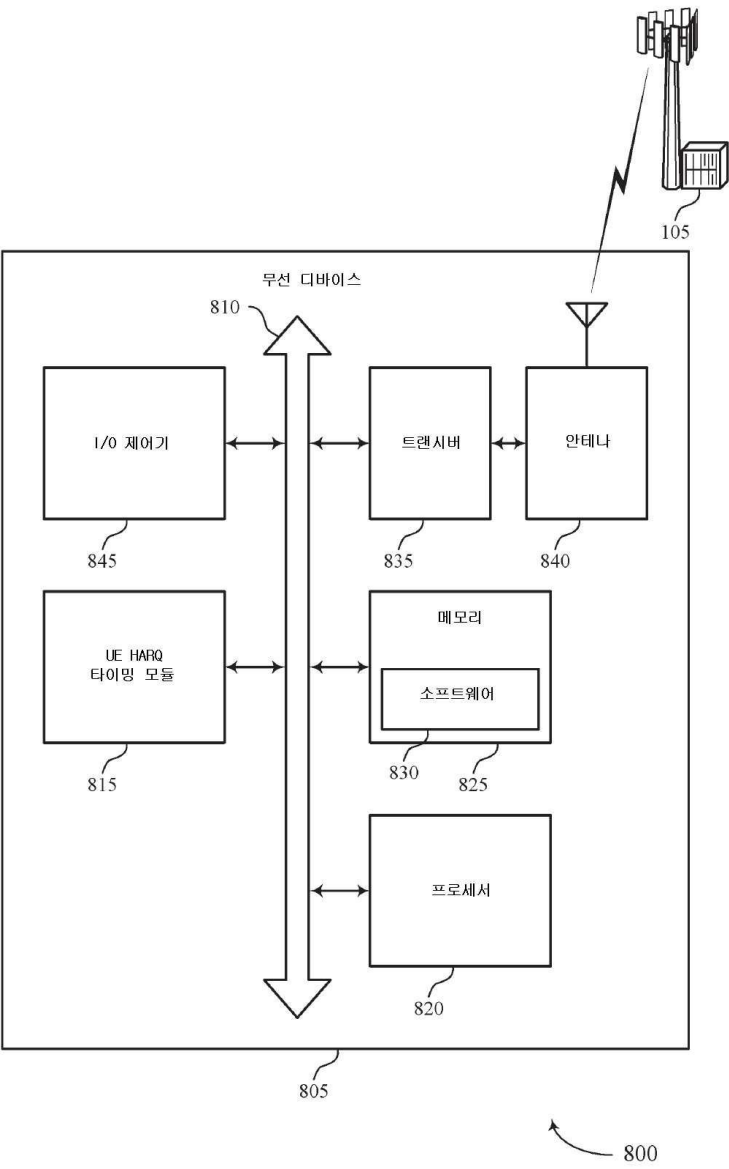 105
무선 디바이스
810
I/O 제어기
트랜시버
안테나
845
835
840
UE HARQ
타이밍 모듈
메모리
소프트웨어
830
815
825
프로세서
820
805
800